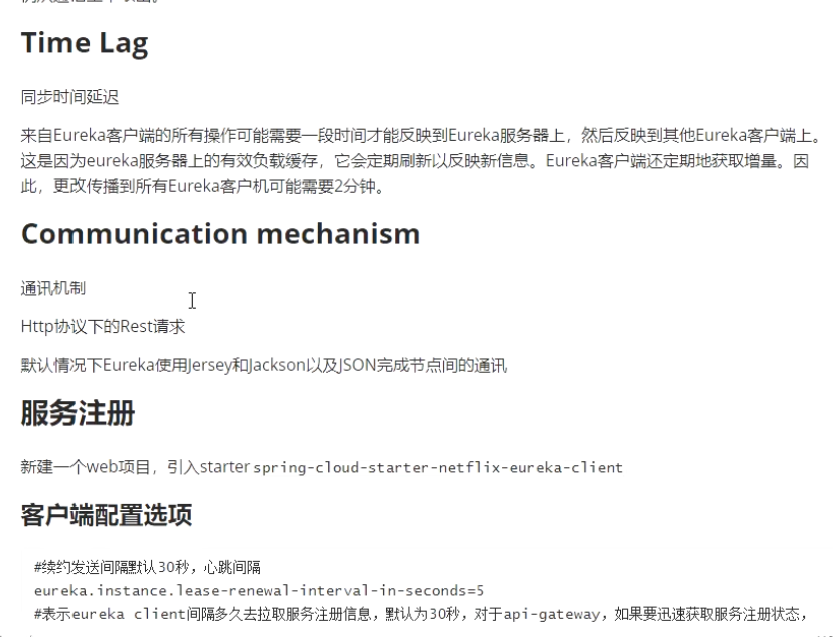 Time Lag
同步时间延迟
来自Eureka客户端的所有操作可能需要一段时间才能反映到Eureka服务器上，然后反映到其他Eureka客户端上。
这是因为eureka服务器上的有效负载缓存，它会定期刷新以反映新信息。Eureka客户端还定期地获取增量。因
此，更改传播到所有Eureka客户机可能需要2分钟。
Communication mechanism
通讯机制
Http协议下的Rest请求
默认情况下Eureka使用Jersey和Jackson以及JSON完成节点间的通讯
服务注册
新建一个web项目，引入starter spring-cloud-starter-netflix-eureka-client
客户端配置选项
#续约发送间隔默认30秒，心跳间隔
eureka.instance.lease-renewal-interval-in-seconds=5
#表示eureka client间隔多久去拉取服务注册信息，默认为30秒，对于api-gateway，如果要迅速获取服务注册状态，